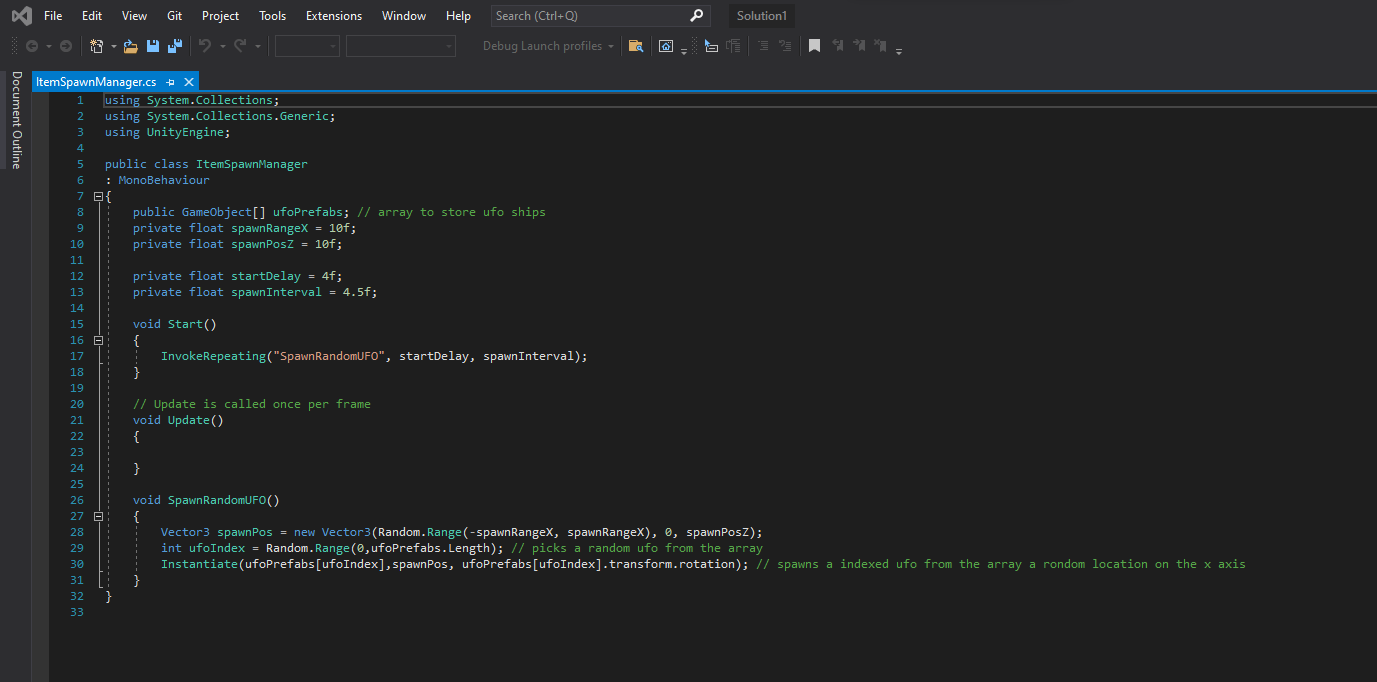 File Edit View Git Project Tools Extensions Window Help Search (Ctrl+Q) Solution1
Debug Launch profiles
Document Outline
ItemSpawnManager.cs
1 using System.Collections;
2 using System.Collections.Generic;
3 using UnityEngine;
4
5 public class ItemSpawnManager
6 : MonoBehaviour
7 {
8 public GameObject[] ufoPrefabs; // array to store ufo ships
9 private float spawnRangeX = 10f;
10 private float spawnPosZ = 10f;
11
12 private float startDelay = 4f;
13 private float spawnInterval = 4.5f;
14
15 void Start()
16 {
17 InvokeRepeating("SpawnRandomUFO", startDelay, spawnInterval);
18 }
19
20 // Update is called once per frame
21 void Update()
22 {
23
24 }
25
26 void SpawnRandomUFO()
27 {
28 Vector3 spawnPos = new Vector3(Random.Range(-spawnRangeX, spawnRangeX), 0, spawnPosZ);
29 int ufoIndex = Random.Range(0,ufoPrefabs.Length); // picks a random ufo from the array
30 Instantiate(ufoPrefabs[ufoIndex],spawnPos, ufoPrefabs[ufoIndex].transform.rotation); // spawns a indexed ufo from the array a rondom location on the x axis
31 }
32 }
33